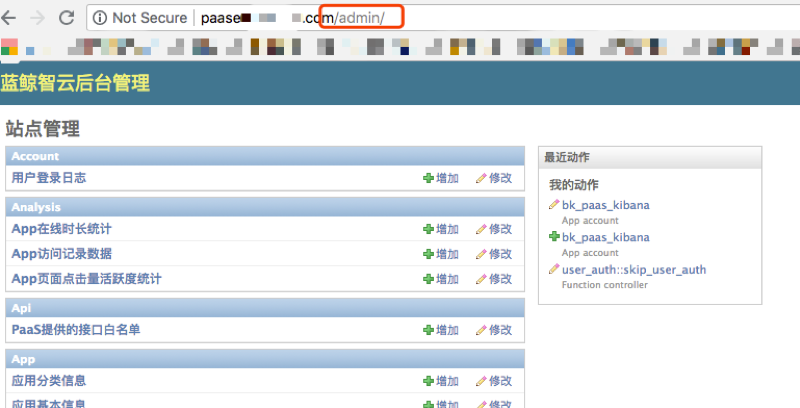 Not Secure | paase .com/admin/
蓝鲸智云后台管理
站点管理
Account
用户登录日志 增加 修改
Analysis
App在线时长统计 增加 修改
App访问记录数据 增加 修改
App页面点击量活跃度统计 增加 修改
Api
PaaS提供的接口白名单 增加 修改
App
应用分类信息 增加 修改
应用基本信息 增加 修改
最近动作
我的动作
bk_paas_kibana
App account
bk_paas_kibana
App account
user_auth::skip_user_auth
Function controller